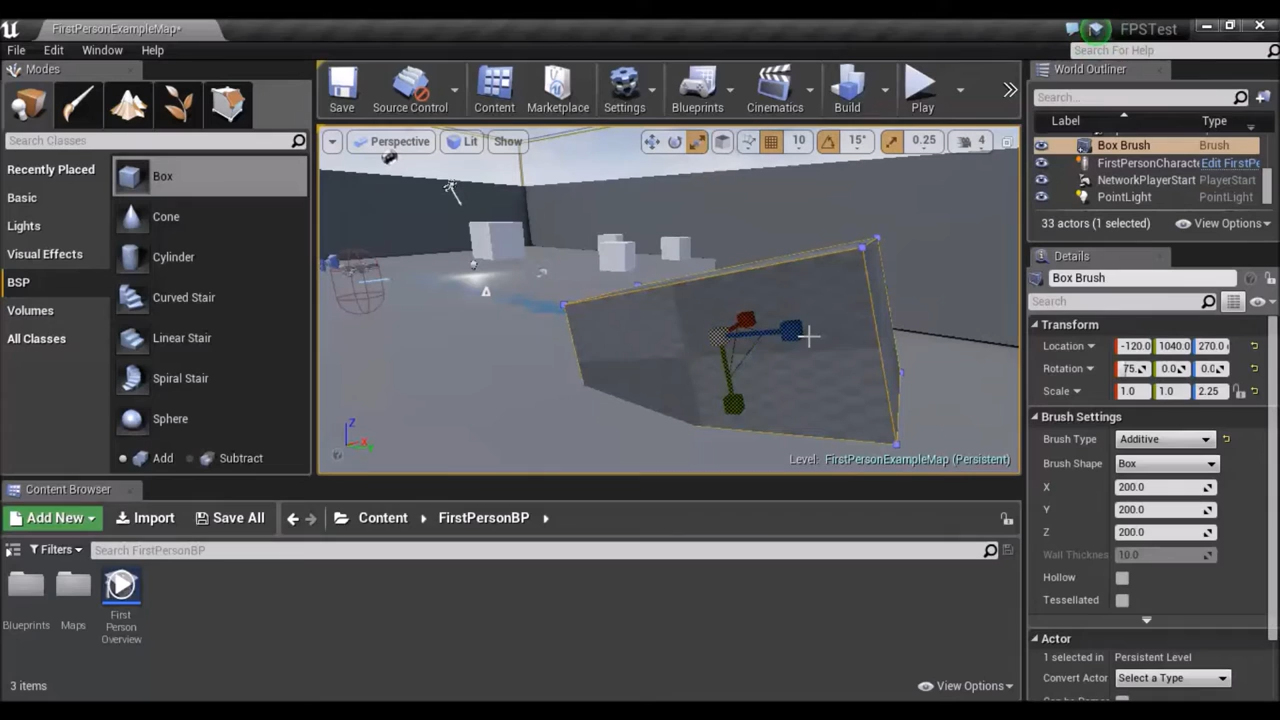 FirstPersonExampleMap*
FPSTest
File Edit Window Help
Search For Help
Modes
Search Classes
Recently Placed
Basic
Lights
Visual Effects
BSP
Volumes
All Classes
Box
Cone
Cylinder
Curved Stair
Linear Stair
Spiral Stair
Sphere
Add Subtract
Save Source Control Content Marketplace Settings Blueprints Cinematics Build Play
Perspective Lit Show 10 15° 0.25 4
Z
X
Level: FirstPersonExampleMap (Persistent)
World Outliner
Search...
Label Type
Box Brush Brush
FirstPersonCharacte Edit FirstPe
NetworkPlayerStart PlayerStart
PointLight PointLight
33 actors (1 selected) View Options
Details
Box Brush
Search
Transform
Location -120.0 1040.0 270.0
Rotation 75. 0.0 0.0
Scale 1.0 1.0 2.25
Brush Settings
Brush Type Additive
Brush Shape Box
X 200.0
Y 200.0
Z 200.0
Wall Thicknes 10.0
Hollow
Tessellated
Actor
1 selected in Persistent Level
Convert Actor Select a Type
Content Browser
Add New Import Save All Content FirstPersonBP
Filters Search FirstPersonBP
Blueprints
Maps
First
Person
Overview
3 items
View Options